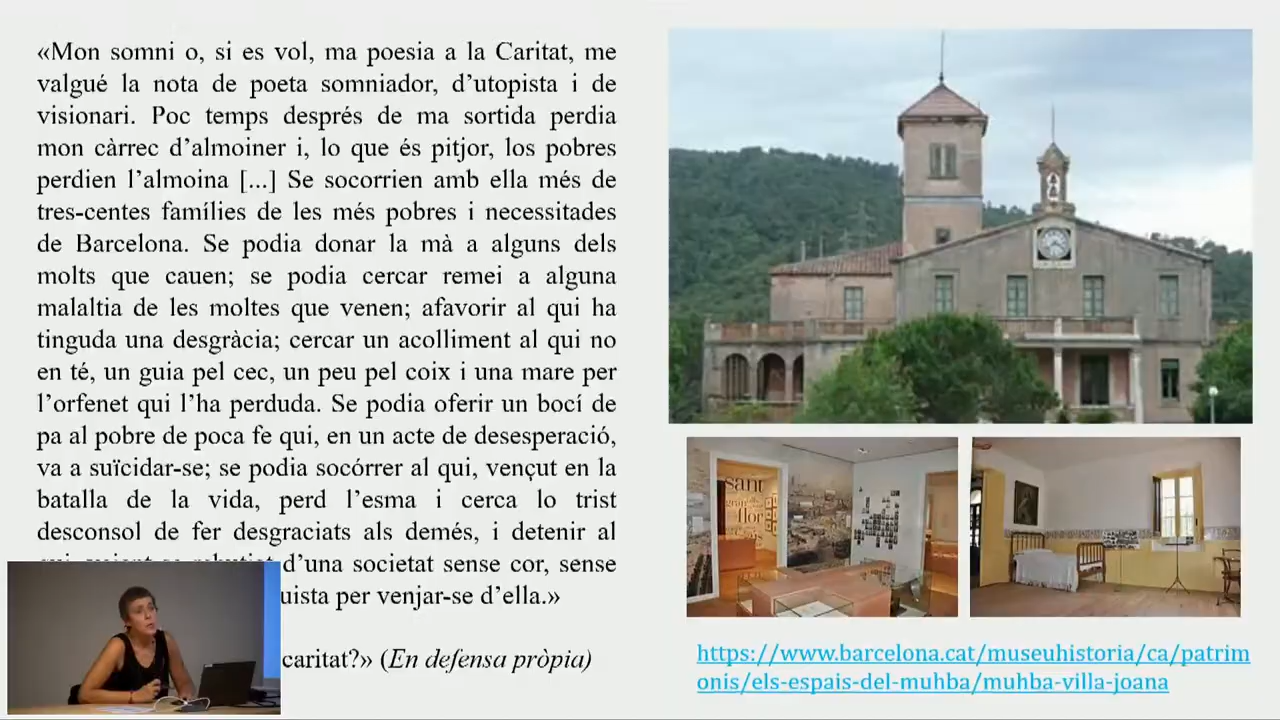 «Mon somni o, si es vol, ma poesia a la Caritat, me
valgué la nota de poeta somniador, d’utopista i de
visionari. Poc temps després de ma sortida perdia
mon càrrec d’almoiner i, lo que és pitjor, los pobres
perdien l’almoina [...] Se socorrien amb ella més de
tres-centes famílies de les més pobres i necessitades
de Barcelona. Se podia donar la mà a alguns dels
molts que cauen; se podia cercar remei a alguna
malaltia de les moltes que venen; afavorir al qui ha
tinguda una desgràcia; cercar un acolliment al qui no
en té, un guia pel cec, un peu pel coix i una mare per
l’orfenet qui l’ha perduda. Se podia oferir un bocí de
pa al pobre de poca fe qui, en un acte de desesperació,
va a suïcidar-se; se podia socórrer al qui, vençut en la
batalla de la vida, perd l’esma i cerca lo trist
desconsol de fer desgraciats als demés, i detenir al
d’una societat sense cor, sense
uista per venjar-se d’ella.»
caritat?» (En defensa pròpia)
sant
flor
https://www.barcelona.cat/museuhistoria/ca/patrim
onis/els-espais-del-muhba/muhba-villa-joana